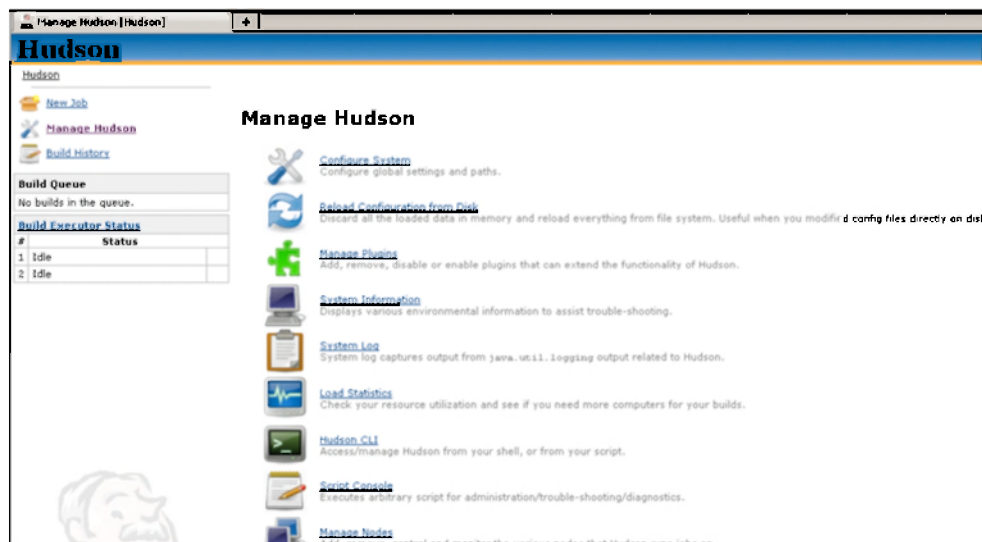 Manage Hudson [Hudson]
+
Hudson
Hudson
New Job
Manage Hudson
Build History
Build Queue
No builds in the queue.
Build Executor Status
# Status
1 Idle
2 Idle
Manage Hudson
Configure System
Configure global settings and paths.
Reload Configuration from Disk
Discard all the loaded data in memory and reload everything from file system. Useful when you modified config files directly on disk
Manage Plugins
Add, remove, disable or enable plugins that can extend the functionality of Hudson.
System Information
Displays various environmental information to assist trouble-shooting.
System Log
System log captures output from java.util.logging output related to Hudson.
Load Statistics
Check your resource utilization and see if you need more computers for your builds.
Hudson CLI
Access/manage Hudson from your shell, or from your script.
Script Console
Executes arbitrary script for administration/trouble-shooting/diagnostics.
Manage Nodes